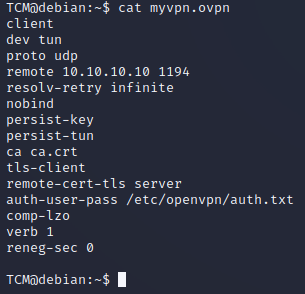 TCM@debian:~$ cat myvpn.ovpn
client
dev tun
proto udp
remote 10.10.10.10 1194
resolv-retry infinite
nobind
persist-key
persist-tun
ca ca.crt
tls-client
remote-cert-tls server
auth-user-pass /etc/openvpn/auth.txt
comp-lzo
verb 1
reneg-sec 0
TCM@debian:~$